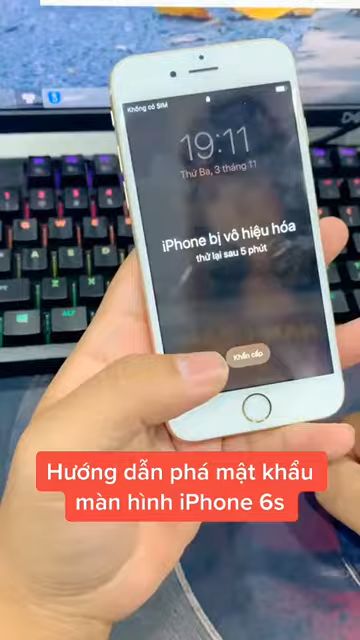 Không có SIM
19:11
Thứ Ba, 3 tháng 11
iPhone bị vô hiệu hóa
thử lại sau 5 phút
Khẩn cấp
Hướng dẫn phá mật khẩu
màn hình iPhone 6s